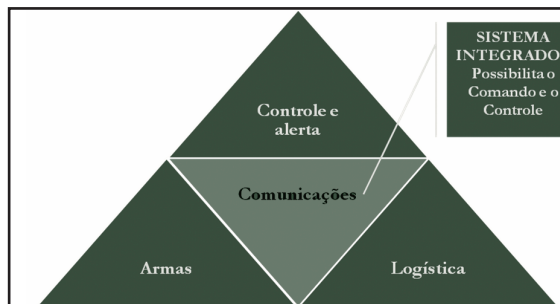 SISTEMA
INTEGRADO
Possibilita o
Comando e o
Controle
Controle e
alerta
Comunicações
Armas
Logística